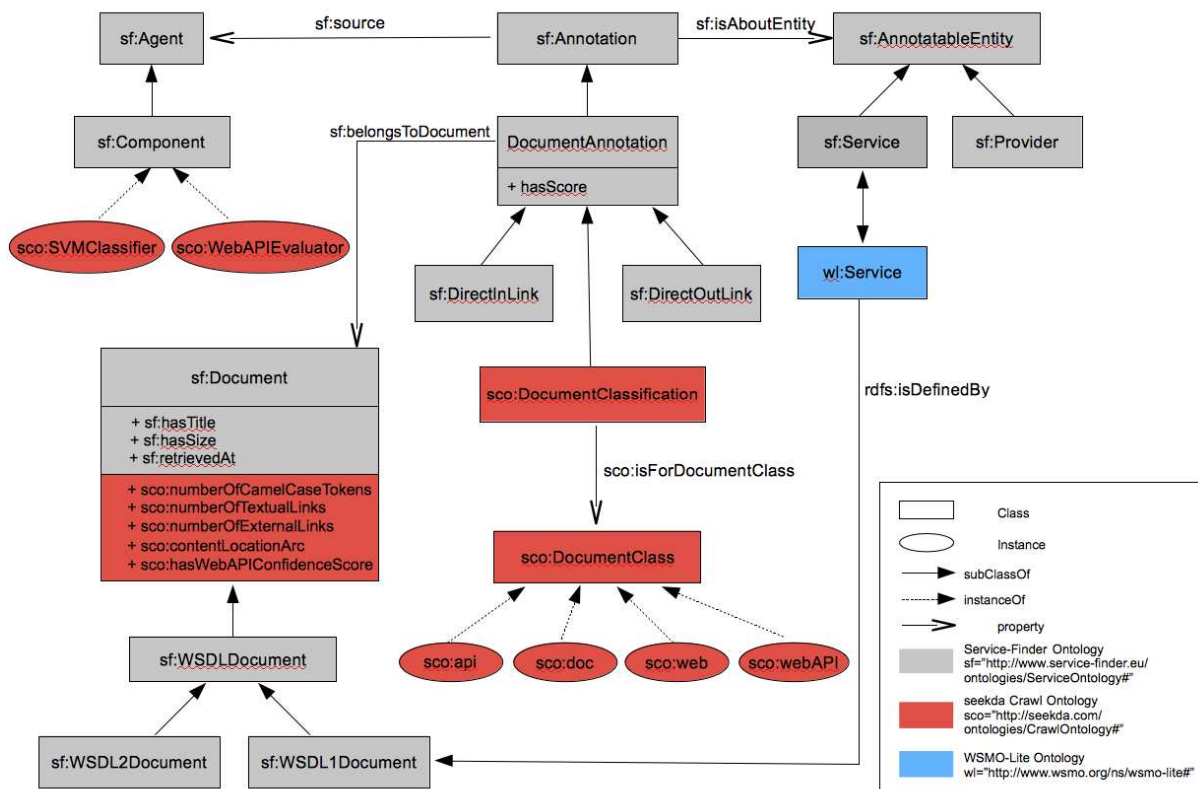 sf:source
sf:isAboutEntity
sf:Agent
sf:Annotation
sf:AnnotatableEntity
sf:Component
sf:belongsToDocument
DocumentAnnotation
+ hasScore
sf:Service
sf:Provider
sco:SVMClassifier
sco:WebAPIEvaluator
sf:DirectInLink
sf:DirectOutLink
wl:Service
sf:Document
+ sf:hasTitle
+ sf:hasSize
+ sf:retrievedAt
+ sco:numberOfCamelCaseTokens
+ sco:numberOfTextualLinks
+ sco:numberOfExternalLinks
+ sco:contentLocationArc
+ sco:hasWebAPIConfidenceScore
sco:DocumentClassification
rdfs:isDefinedBy
sco:isForDocumentClass
sco:DocumentClass
sco:api
sco:doc
sco:web
sco:webAPI
sf:WSDLDocument
sf:WSDL2Document
sf:WSDL1Document
Class
Instance
subClassOf
instanceOf
property
Service-Finder Ontology
sf="http://www.service-finder.eu/
ontologies/ServiceOntology#"
seekda Crawl Ontology
sco="http://seekda.com/
ontologies/CrawlOntology#"
WSMO-Lite Ontology
wl="http://www.wsmo.org/ns/wsmo-lite#"